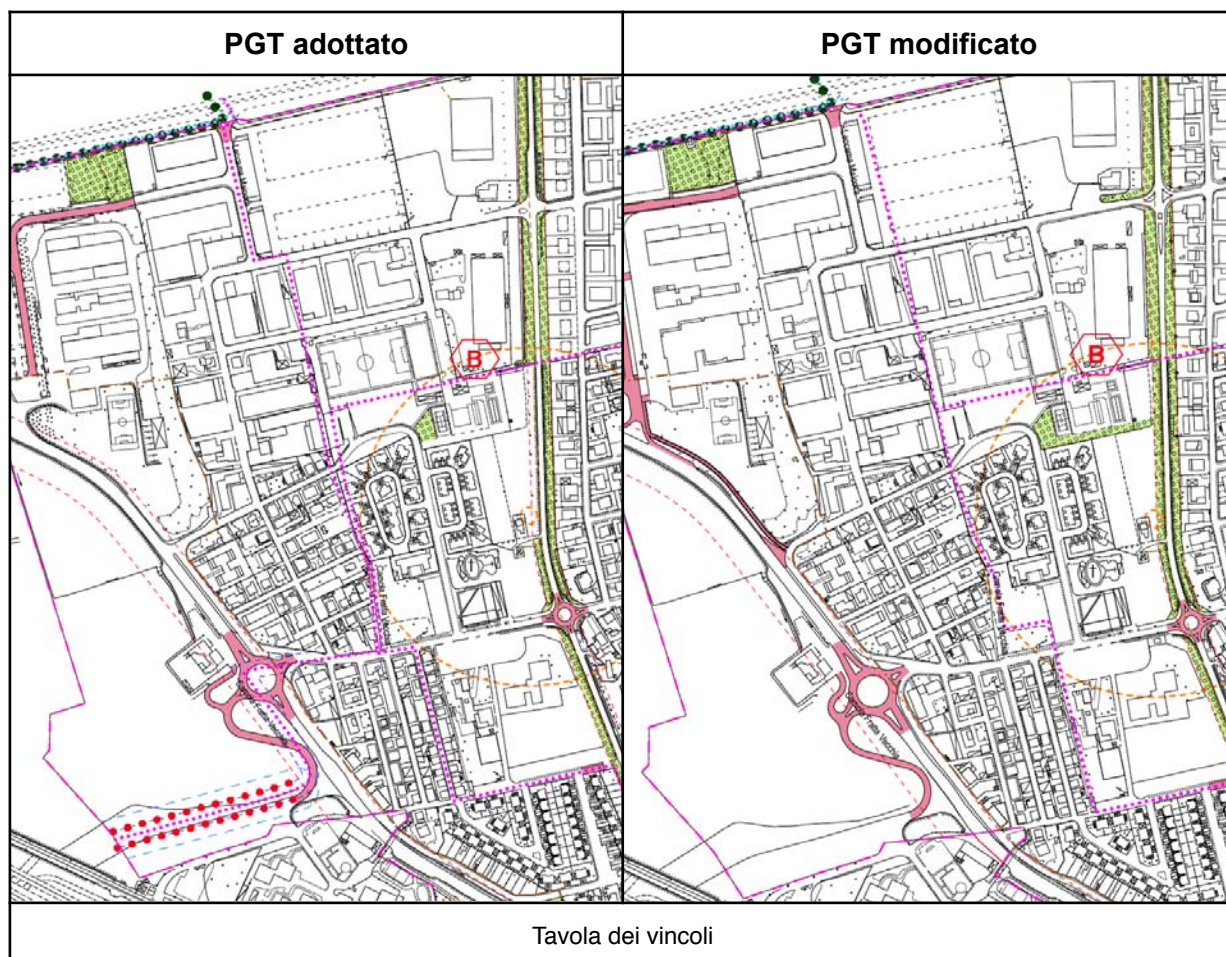 PGT adottato
PGT modificato
B
B
Tavola dei vincoli